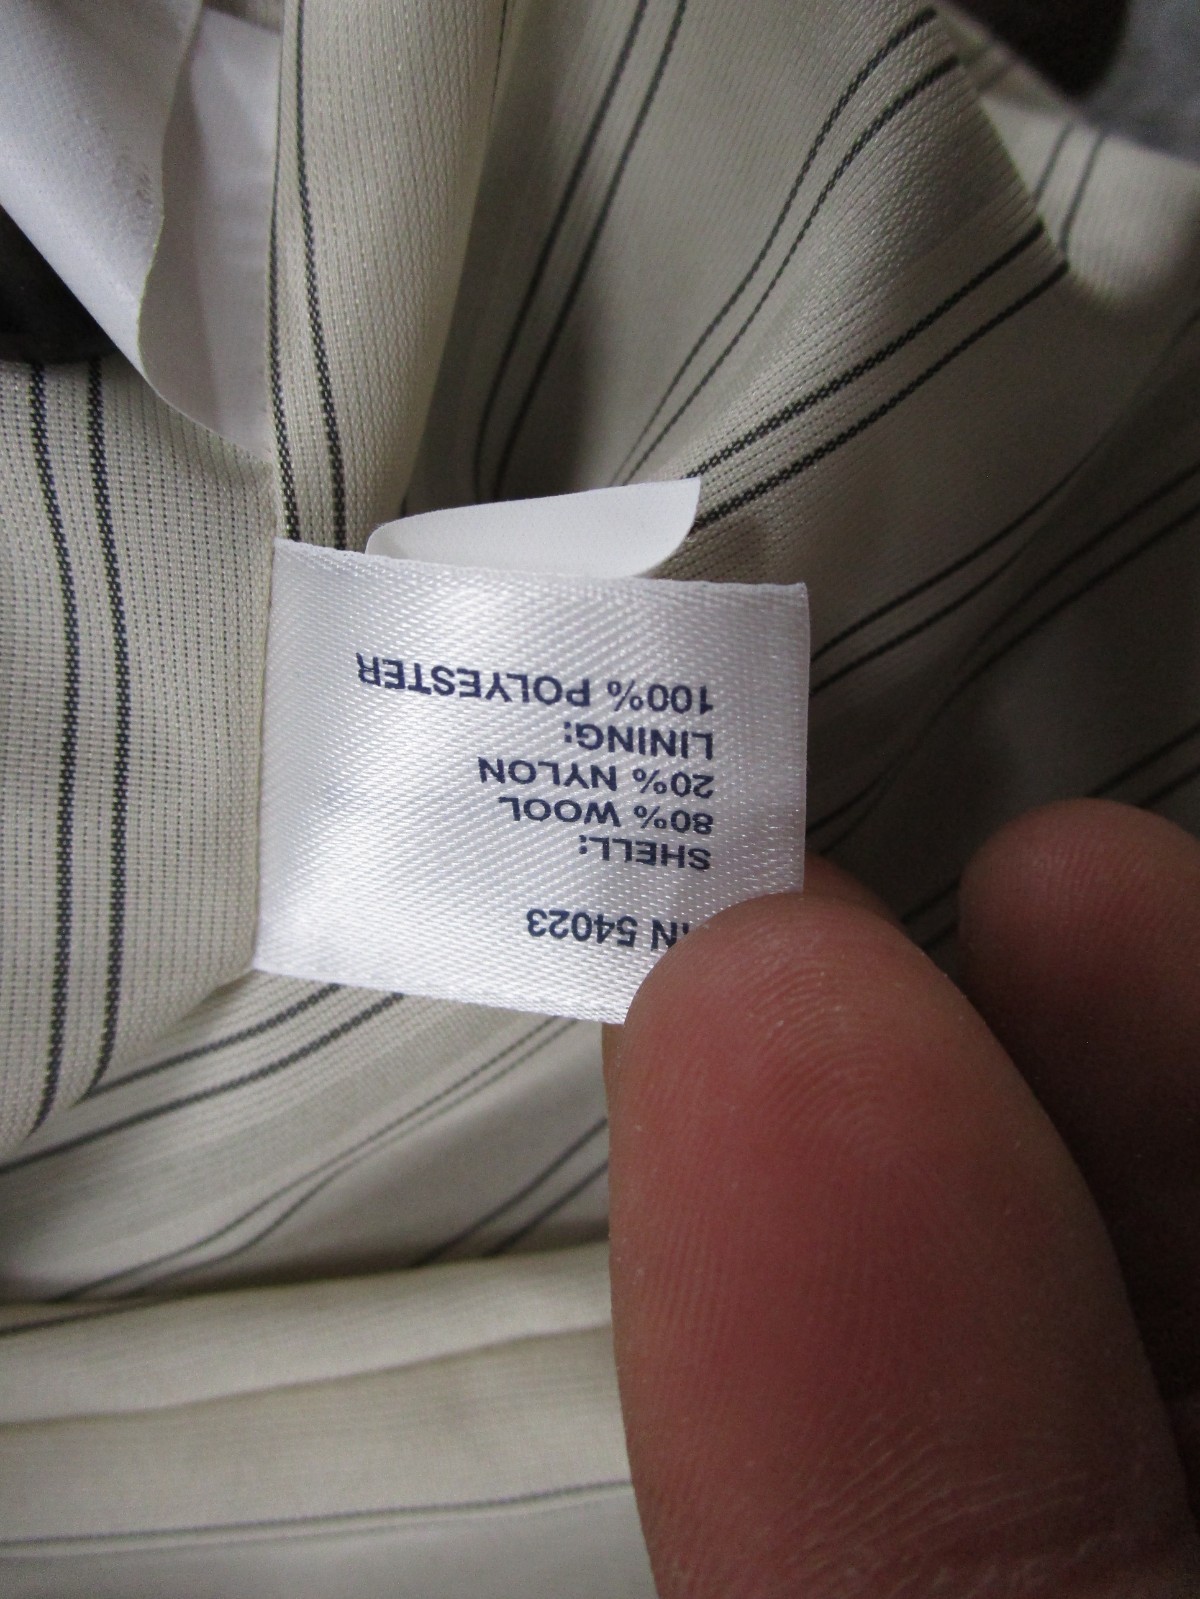 54023
SHELL:
80% WOOL
20% NYLON
LINING:
100% POLYESTER